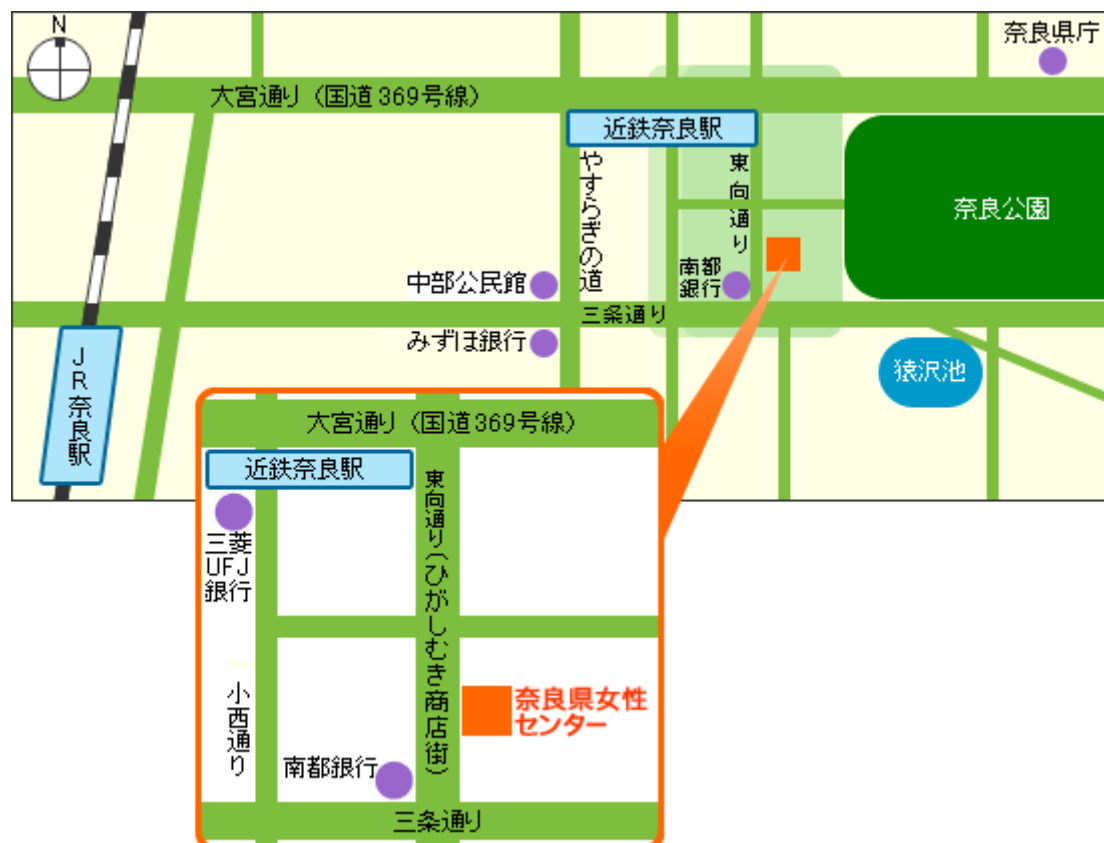 N
奈良県庁
大宮通り（国道369号線）
近鉄奈良駅
やすらぎの道
東向通り
奈良公園
中部公民館
南都
銀行
三条通り
みずほ銀行
猿沢池
JR奈良駅
大宮通り（国道369号線）
近鉄奈良駅
東向通り（ひがしむき商店街）
三菱
UFJ
銀行
小西通り
奈良県女性
センター
南都銀行
三条通り